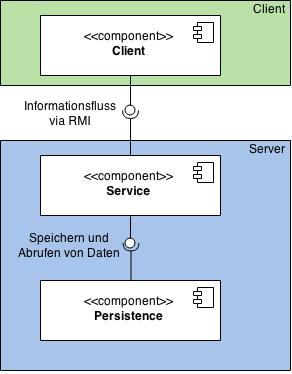 Client
<<component>>
Client
Informationsfluss
via RMI
Server
<<component>>
Service
Speichern und
Abrufen von Daten
<<component>>
Persistence